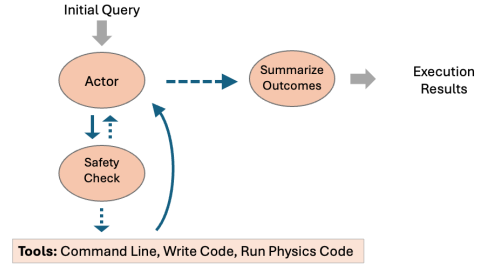 Initial Query
Actor
Summarize
Outcomes
Execution
Results
Safety
Check
Tools: Command Line, Write Code, Run Physics Code